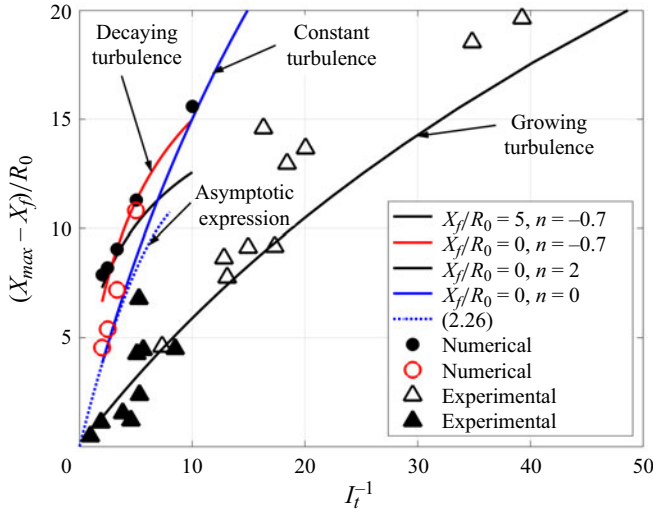 20
15
10
5
0
10
20
30
40
50
(X_max − X_f)/R_0
I_t^−1
Decaying
turbulence
Constant
turbulence
Growing
turbulence
Asymptotic
expression
X_f/R_0 = 5, n = –0.7
X_f/R_0 = 0, n = –0.7
X_f/R_0 = 0, n = 2
X_f/R_0 = 0, n = 0
(2.26)
Numerical
Numerical
Experimental
Experimental